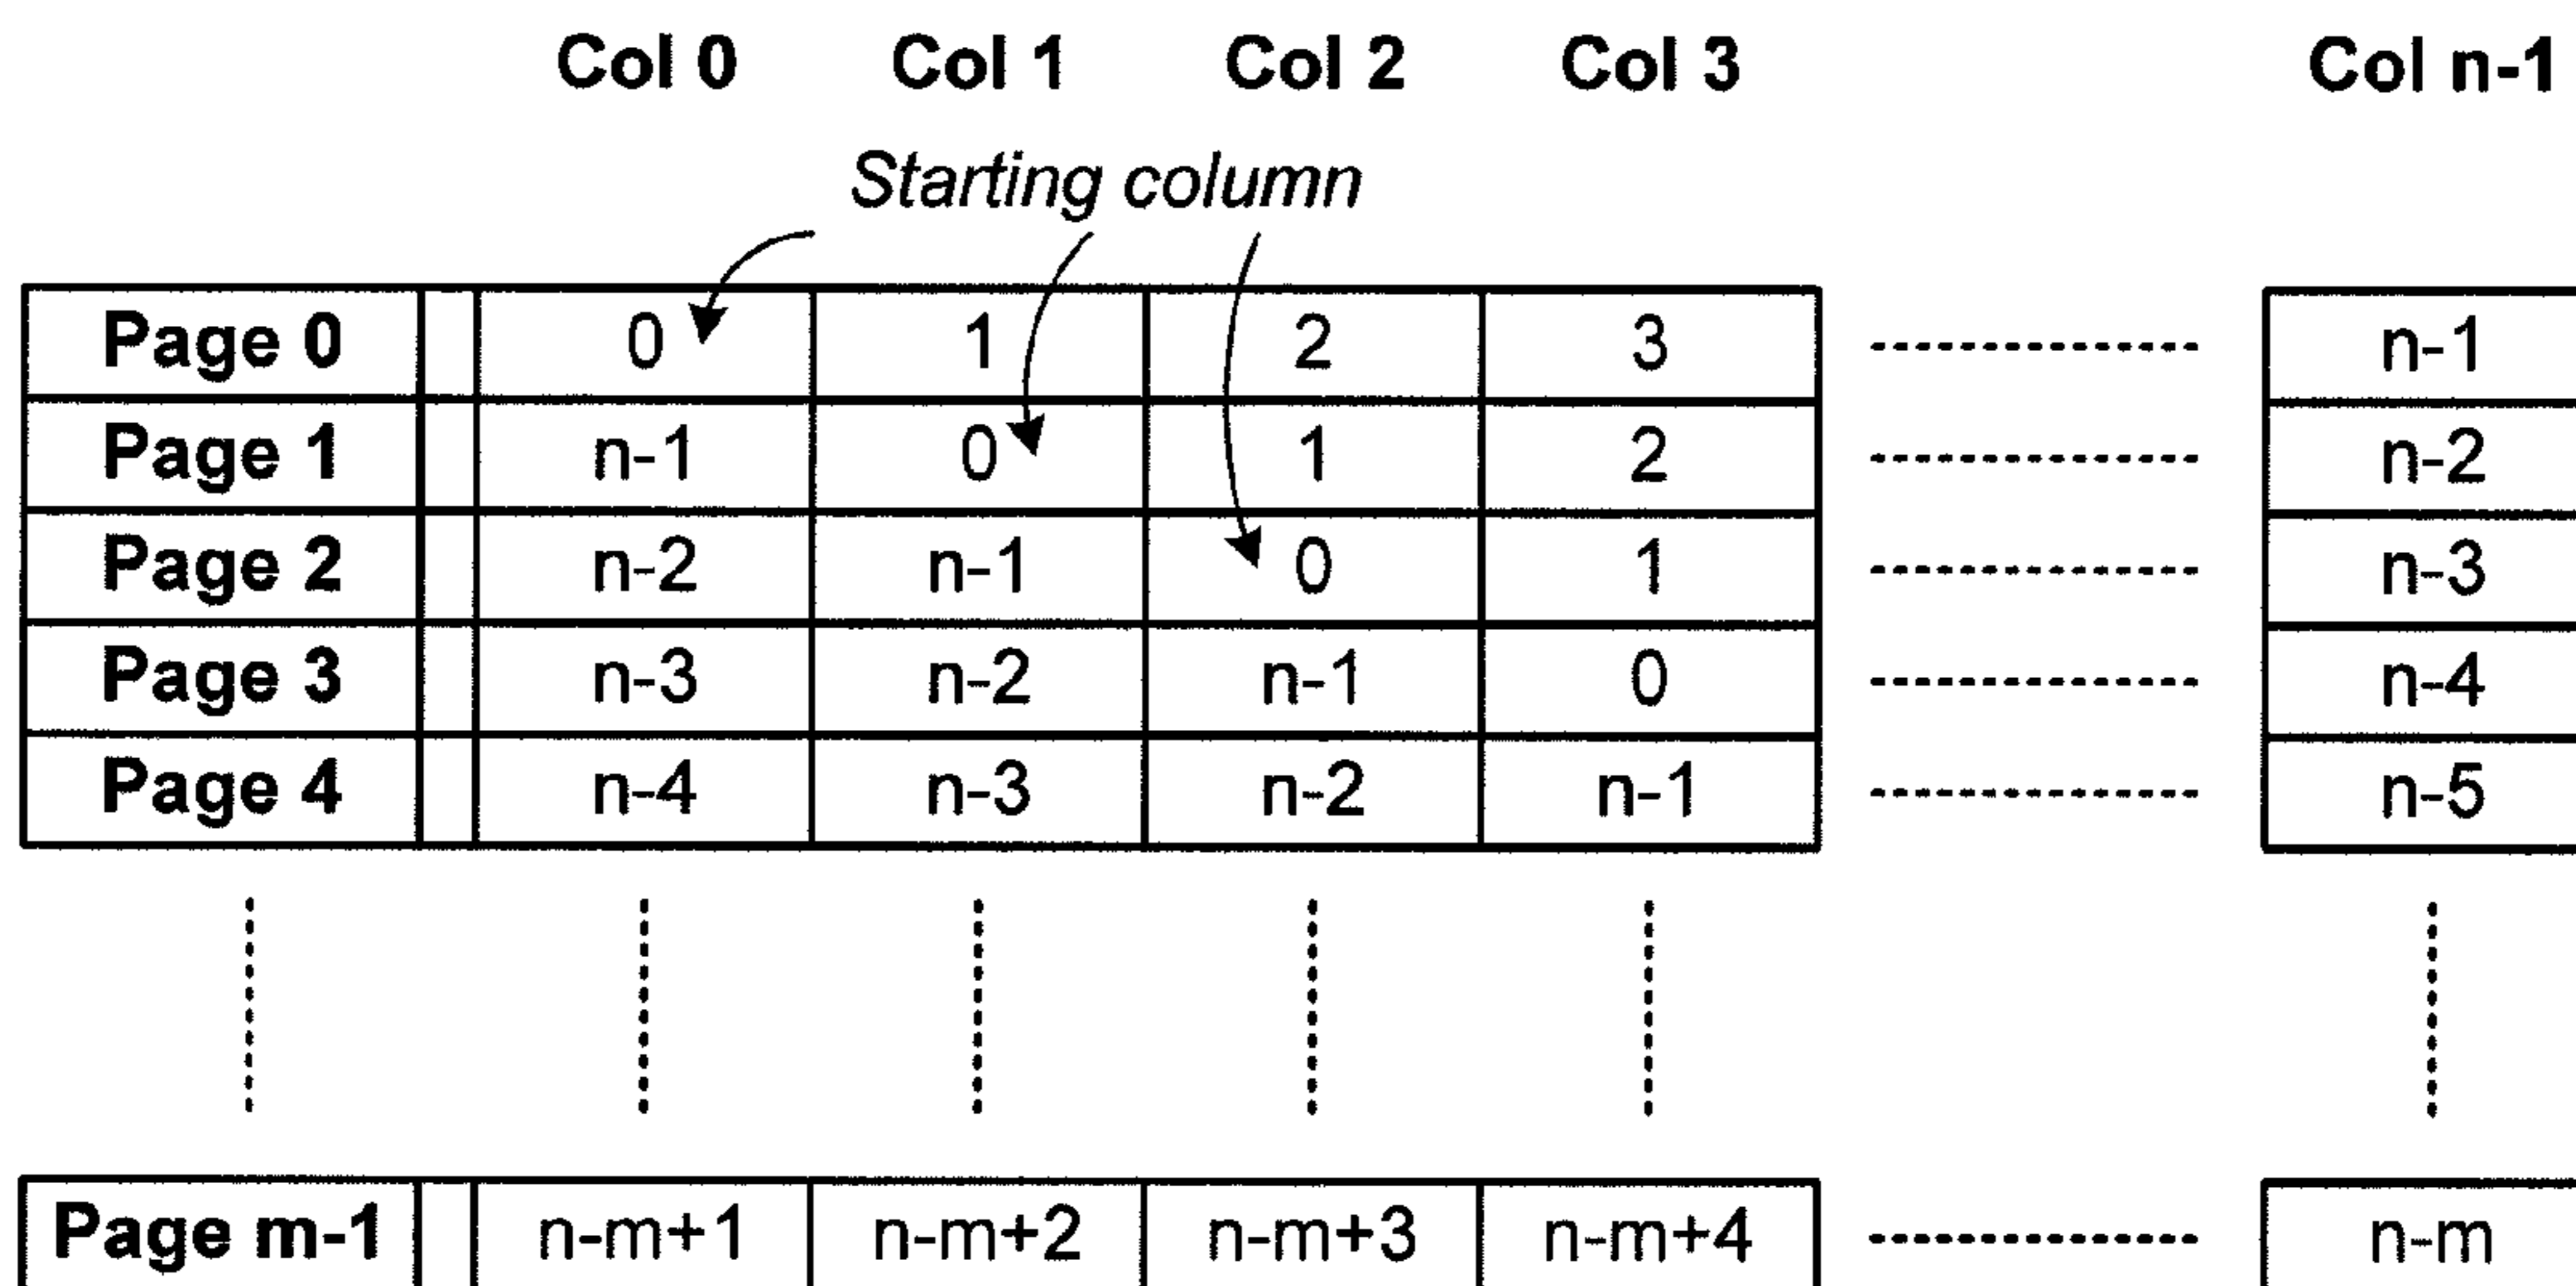 Col 0 Col 1 Col 2 Col 3 Col n-1
Starting column
Page 0 0 1 2 3 n-1
Page 1 n-1 0 1 2 n-2
Page 2 n-2 n-1 0 1 n-3
Page 3 n-3 n-2 n-1 0 n-4
Page 4 n-4 n-3 n-2 n-1 n-5
Page m-1 n-m+1 n-m+2 n-m+3 n-m+4 n-m